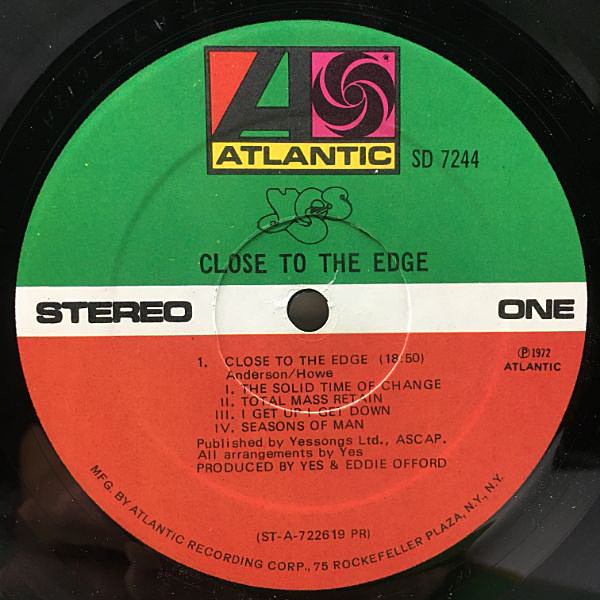 ATLANTIC
SD 7244
yes
CLOSE TO THE EDGE
STEREO
ONE
1. CLOSE TO THE EDGE (18:50)
Anderson/Howe
I. THE SOLID TIME OF CHANGE
II. TOTAL MASS RETAIN
III. I GET UP I GET DOWN
IV. SEASONS OF MAN
Published by Yessongs Ltd., ASCAP.
All arrangements by Yes
PRODUCED BY YES & EDDIE OFFORD
℗ 1972
ATLANTIC
(ST-A-722619 PR)
MFG. BY ATLANTIC RECORDING CORP., 75 ROCKEFELLER PLAZA, N.Y., N.Y.